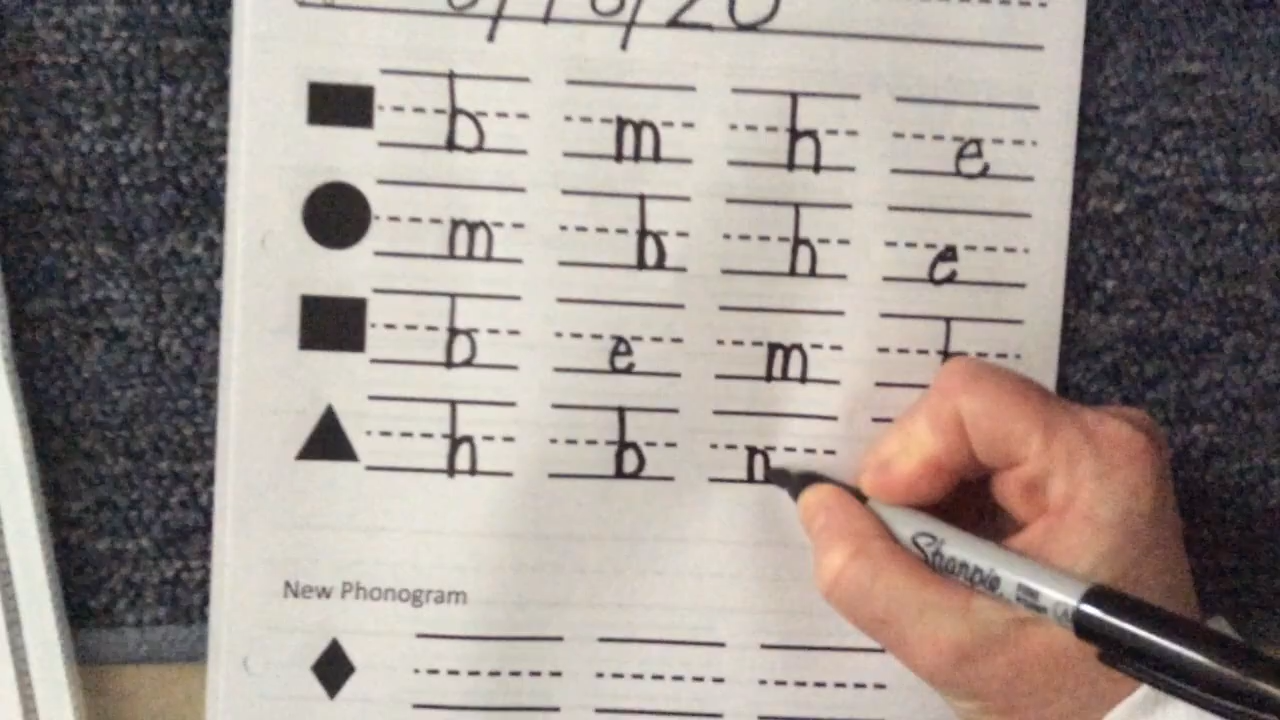 b m h e
m b h e
b e m
h b
New Phonogram
Sharpie